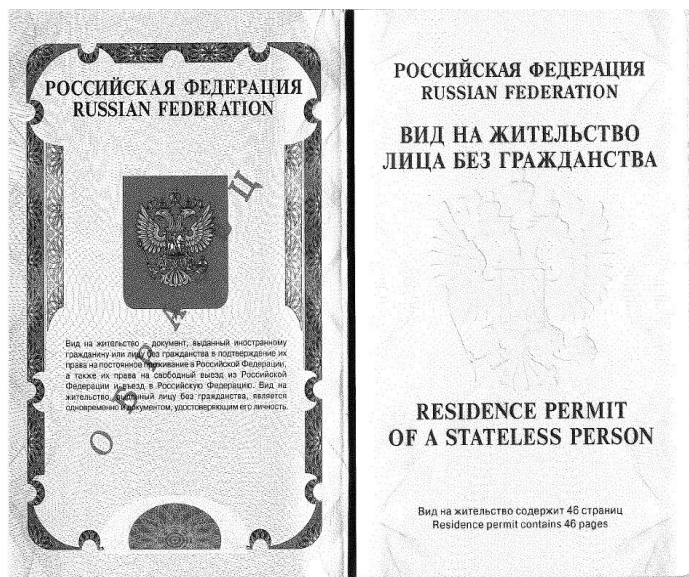 РОССИЙСКАЯ ФЕДЕРАЦИЯ
RUSSIAN FEDERATION
ОБРАЗЕЦ
Вид на жительство – документ, выданный иностранному
гражданину или лицу без гражданства в подтверждение их
права на постоянное проживание в Российской Федерации,
а также их права на свободный выезд из Российской
Федерации и въезд в Российскую Федерацию. Вид на
жительство, выданный лицу без гражданства, является
одновременно и документом, удостоверяющим его личность.
РОССИЙСКАЯ ФЕДЕРАЦИЯ
RUSSIAN FEDERATION
ВИД НА ЖИТЕЛЬСТВО
ЛИЦА БЕЗ ГРАЖДАНСТВА
RESIDENCE PERMIT
OF A STATELESS PERSON
Вид на жительство содержит 46 страниц
Residence permit contains 46 pages